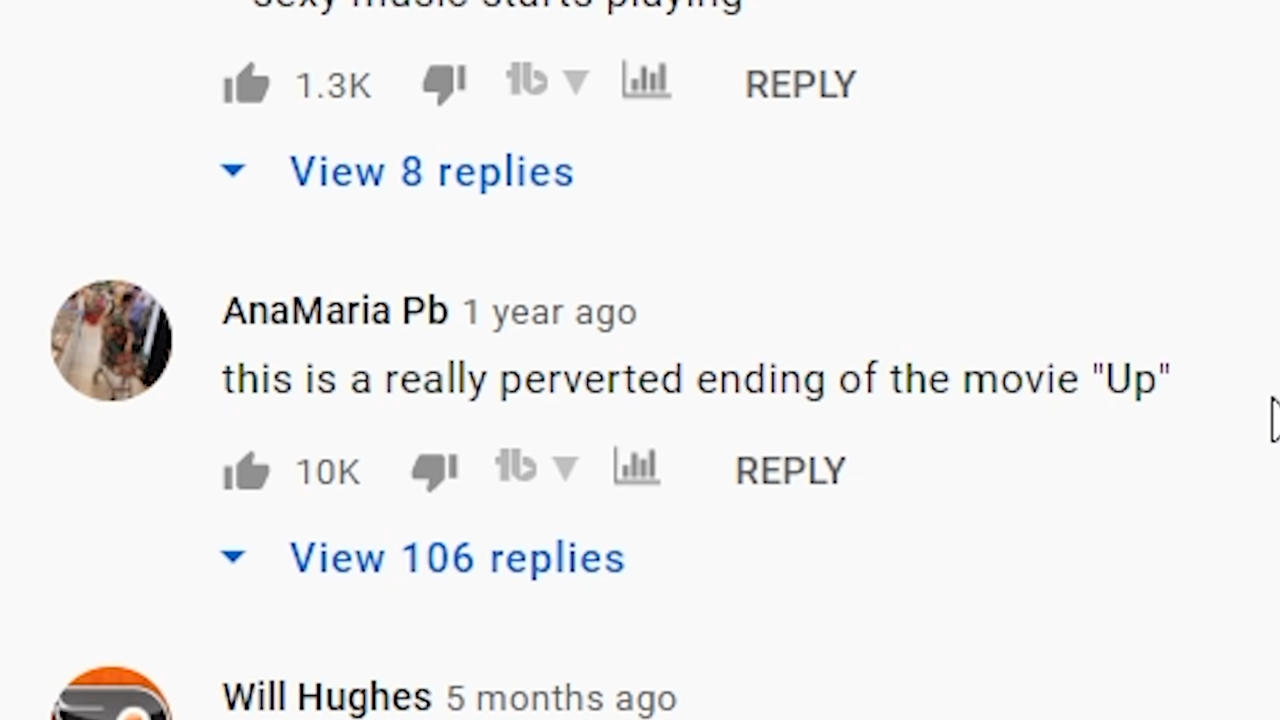 sexy music starts playing
1.3K REPLY
View 8 replies
AnaMaria Pb 1 year ago
this is a really perverted ending of the movie "Up"
10K REPLY
View 106 replies
Will Hughes 5 months ago